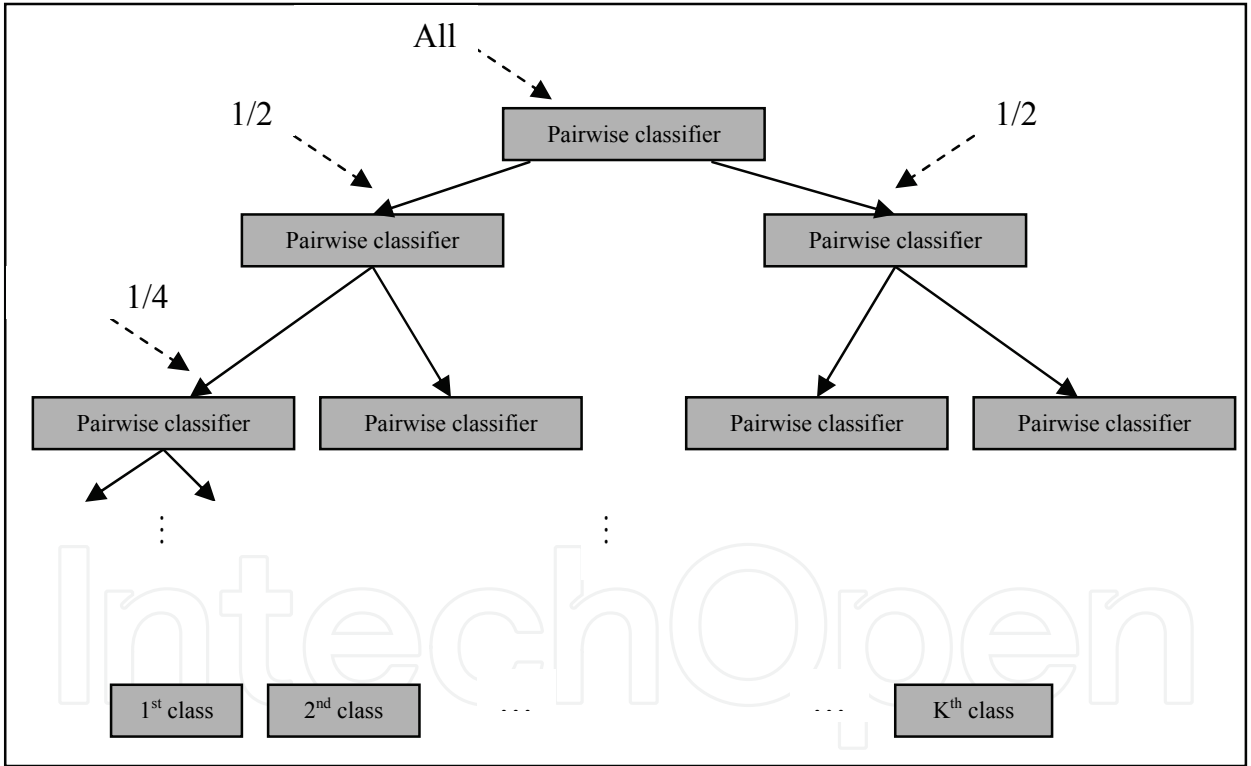 All
1/2
1/2
Pairwise classifier
Pairwise classifier
Pairwise classifier
1/4
Pairwise classifier
Pairwise classifier
Pairwise classifier
Pairwise classifier
⋮
⋮
IntechOpen
1st class
2nd class
...
...
Kth class